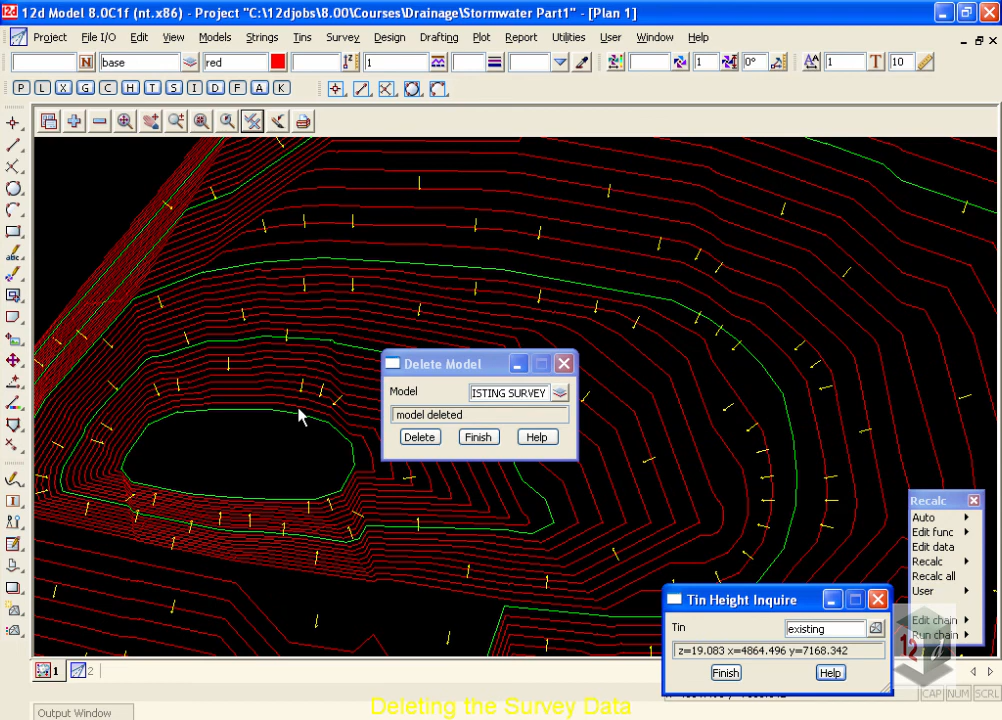 12d Model 8.0C1f (nt.x86) - Project "C:\12djobs\8.00\Courses\Drainage\Stormwater Part1" - [Plan 1]
Project File I/O Edit View Models Strings Tins Survey Design Drafting Plot Report Utilities User Window Help
N base red 1 1 0° 1 T 10
P L X G C H T S I D F A K
abc
Delete Model
Model ISTING SURVEY
model deleted
Delete Finish Help
Recalc
Auto
Edit func
Edit data
Recalc
Recalc all
User
Edit chain
Run chain
Tin Height Inquire
Tin existing
z=19.083 x=4864.496 y=7168.342
Finish Help
12d
1 2
CAP NUM SCRL
Deleting the Survey Data
Output Window